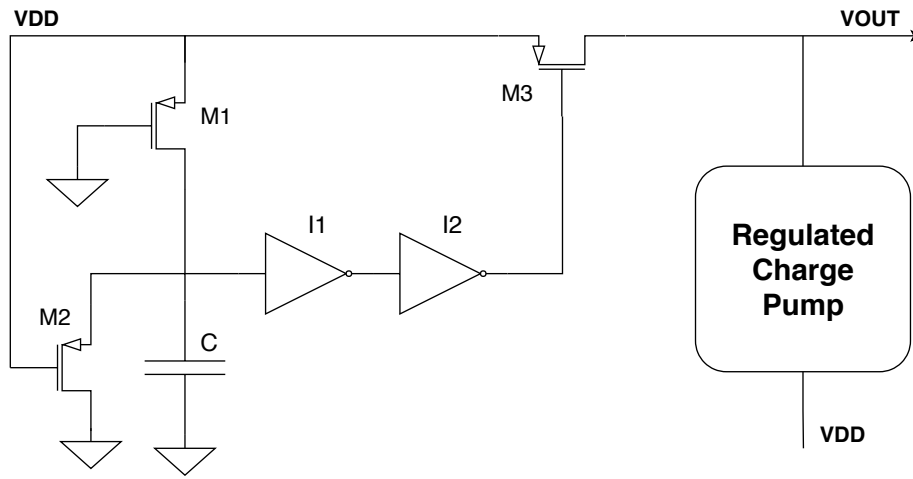 VDD
VOUT
M3
M1
I1
I2
Regulated
Charge
Pump
M2
C
VDD